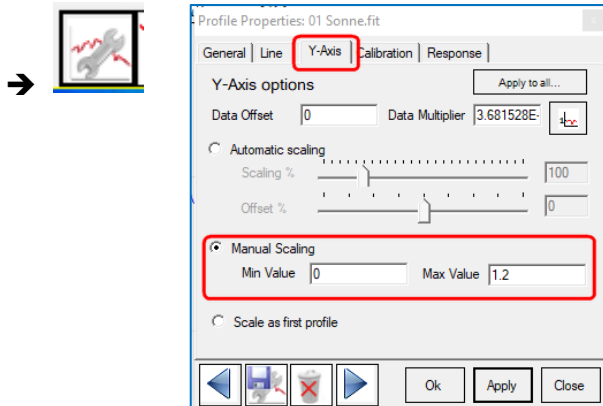 Profile Properties: 01 Sonne.fit
General Line Y-Axis Calibration Response
Y-Axis options Apply to all...
Data Offset 0 Data Multiplier 3.681528E-
Automatic scaling
Scaling % 100
Offset % 0
Manual Scaling
Min Value 0 Max Value 1.2
Scale as first profile
Ok Apply Close